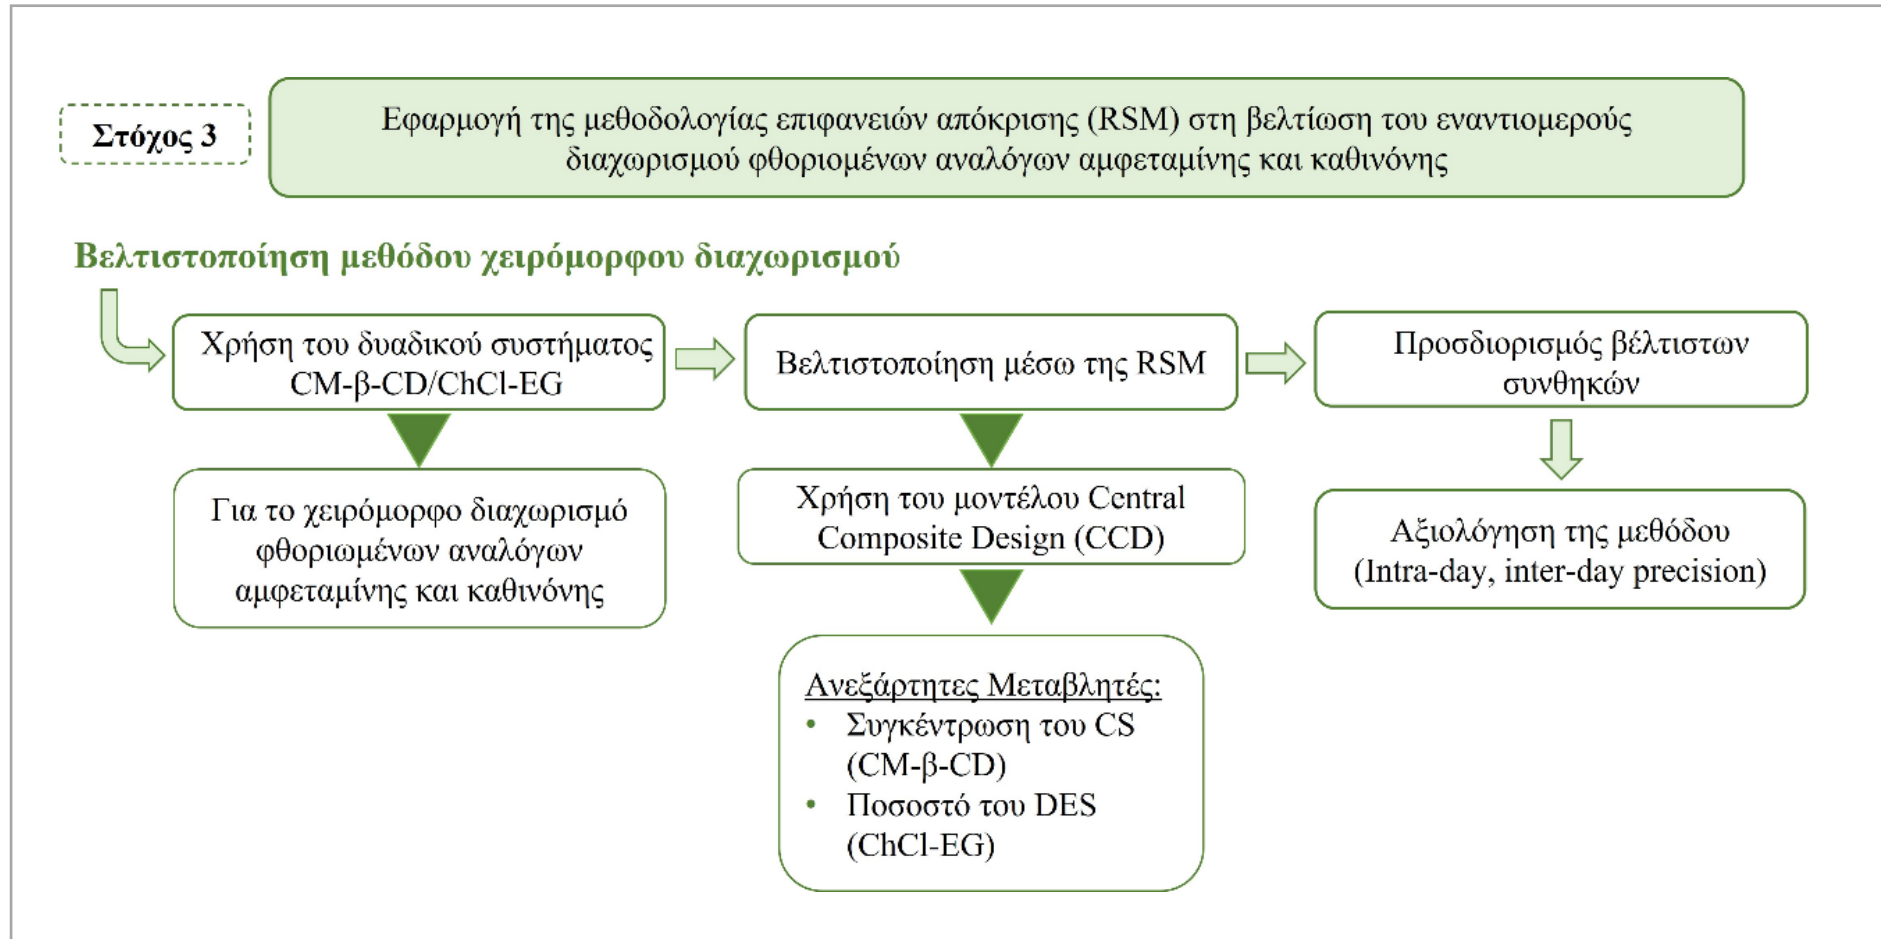 Στόχος 3
Εφαρμογή της μεθοδολογίας επιφανειών απόκρισης (RSM) στη βελτίωση του εναντιομερούς
διαχωρισμού φθοριομένων αναλόγων αμφεταμίνης και καθινόνης
Βελτιστοποίηση μεθόδου χειρόμορφου διαχωρισμού
Χρήση του δυαδικού συστήματος
CM-β-CD/ChCl-EG
Βελτιστοποίηση μέσω της RSM
Προσδιορισμός βέλτιστων
συνθηκών
Για το χειρόμορφο διαχωρισμό
φθοριωμένων αναλόγων
αμφεταμίνης και καθινόνης
Χρήση του μοντέλου Central
Composite Design (CCD)
Αξιολόγηση της μεθόδου
(Intra-day, inter-day precision)
Ανεξάρτητες Μεταβλητές:
• Συγκέντρωση του CS
(CM-β-CD)
• Ποσοστό του DES
(ChCl-EG)